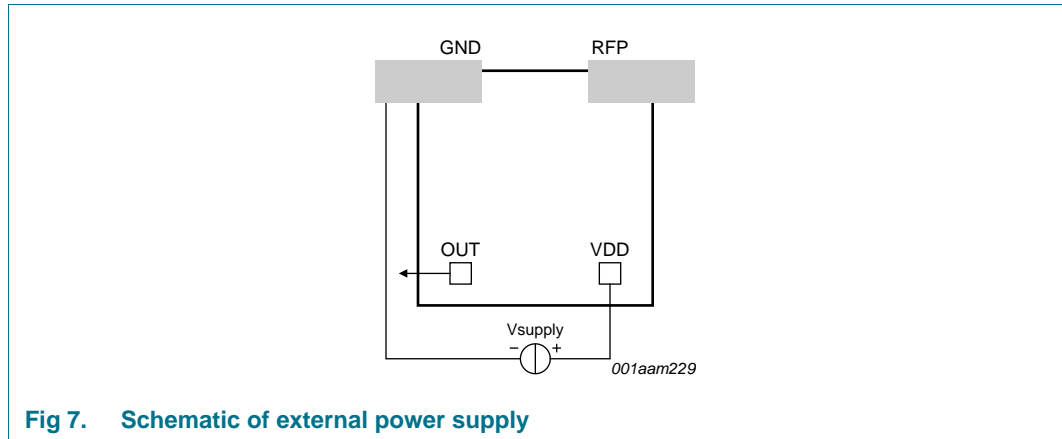 GND RFP
OUT VDD
Vsupply
– +
001aam229
Fig 7. Schematic of external power supply